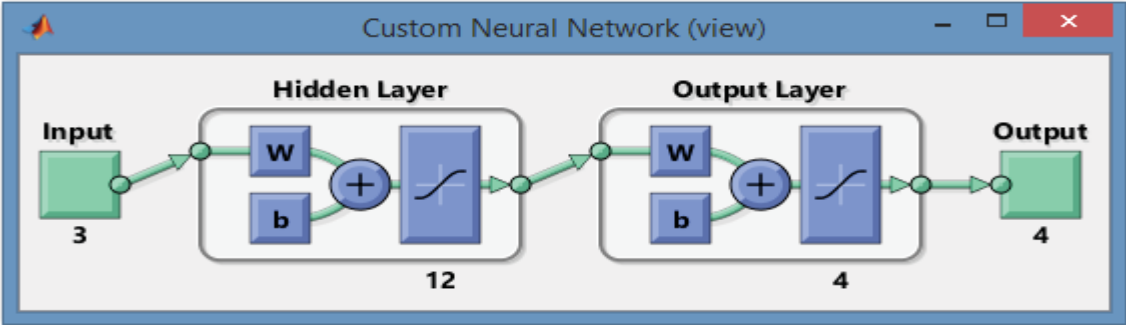 Custom Neural Network (view)
Hidden Layer
Output Layer
Input
Output
W
W
b
b
3
12
4
4